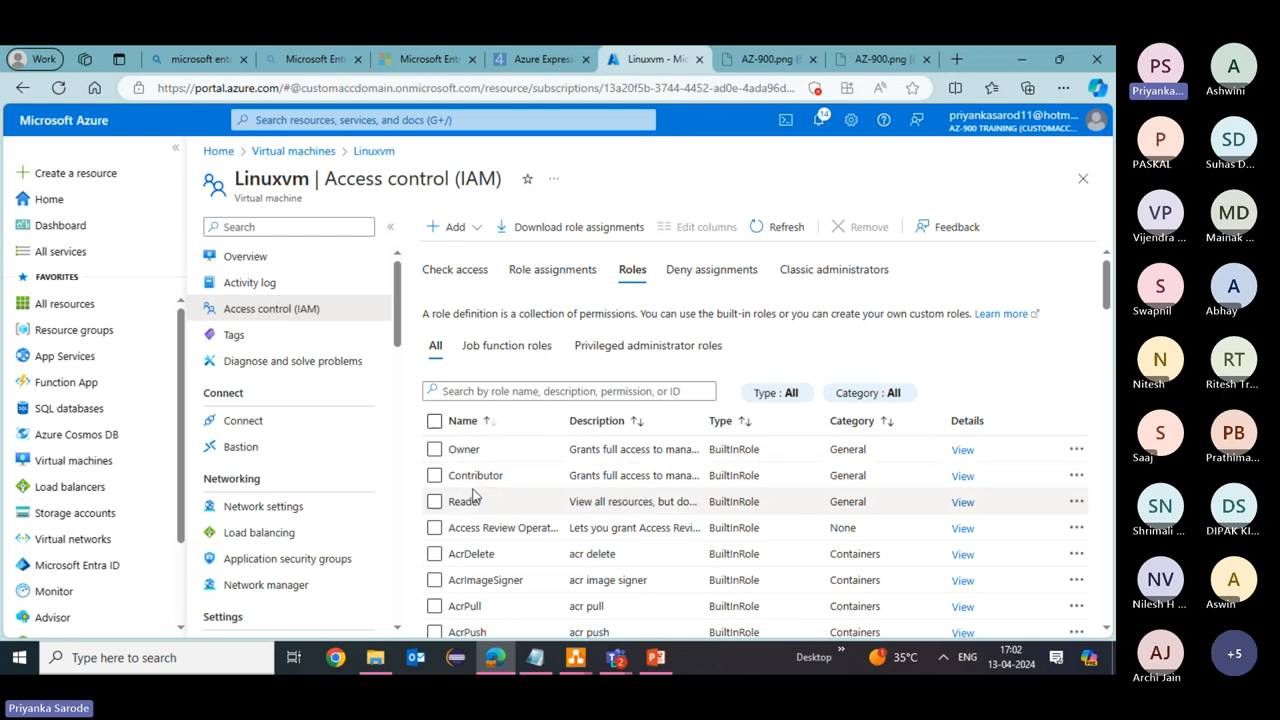 Work
microsoft ent
Microsoft Ent
Microsoft Ent
Azure Express
Linuxvm - Mic
AZ-900.png (
AZ-900.png (
https://portal.azure.com/#@customaccdomain.onmicrosoft.com/resource/subscriptions/13a20f5b-3744-4452-ad0e-4ada96d...
Microsoft Azure
Search resources, services, and docs (G+/)
14
priyankasarod11@hotm...
AZ-900 TRAINING (CUSTOMACC...
Create a resource
Home
Dashboard
All services
FAVORITES
All resources
Resource groups
App Services
Function App
SQL databases
Azure Cosmos DB
Virtual machines
Load balancers
Storage accounts
Virtual networks
Microsoft Entra ID
Monitor
Advisor
Home
Virtual machines
Linuxvm
Linuxvm | Access control (IAM)
Virtual machine
Search
Overview
Activity log
Access control (IAM)
Tags
Diagnose and solve problems
Connect
Connect
Bastion
Networking
Network settings
Load balancing
Application security groups
Network manager
Settings
Add
Download role assignments
Edit columns
Refresh
Remove
Feedback
Check access
Role assignments
Roles
Deny assignments
Classic administrators
A role definition is a collection of permissions. You can use the built-in roles or you can create your own custom roles. Learn more
All
Job function roles
Privileged administrator roles
Search by role name, description, permission, or ID
Type : All
Category : All
Name Description Type Category Details
Owner Grants full access to mana... BuiltInRole General View
Contributor Grants full access to mana... BuiltInRole General View
Reader View all resources, but do... BuiltInRole General View
Access Review Operat... Lets you grant Access Revi... BuiltInRole None View
AcrDelete acr delete BuiltInRole Containers View
AcrImageSigner acr image signer BuiltInRole Containers View
AcrPull acr pull BuiltInRole Containers View
AcrPush acr push BuiltInRole Containers View
Type here to search
2
Desktop
35°C
ENG
17:02
13-04-2024
PS
Priyanka...
A
Ashwini
P
PASKAL
SD
Suhas D...
VP
Vijendra ...
MD
Mainak ...
S
Swapnil
A
Abhay
N
Nitesh
RT
Ritesh Tr...
S
Saaj
PB
Prathima...
SN
Shrimali ...
DS
DIPAK KI...
NV
Nilesh H ...
A
Aswin
AJ
Archi Jain
+5
Priyanka Sarode